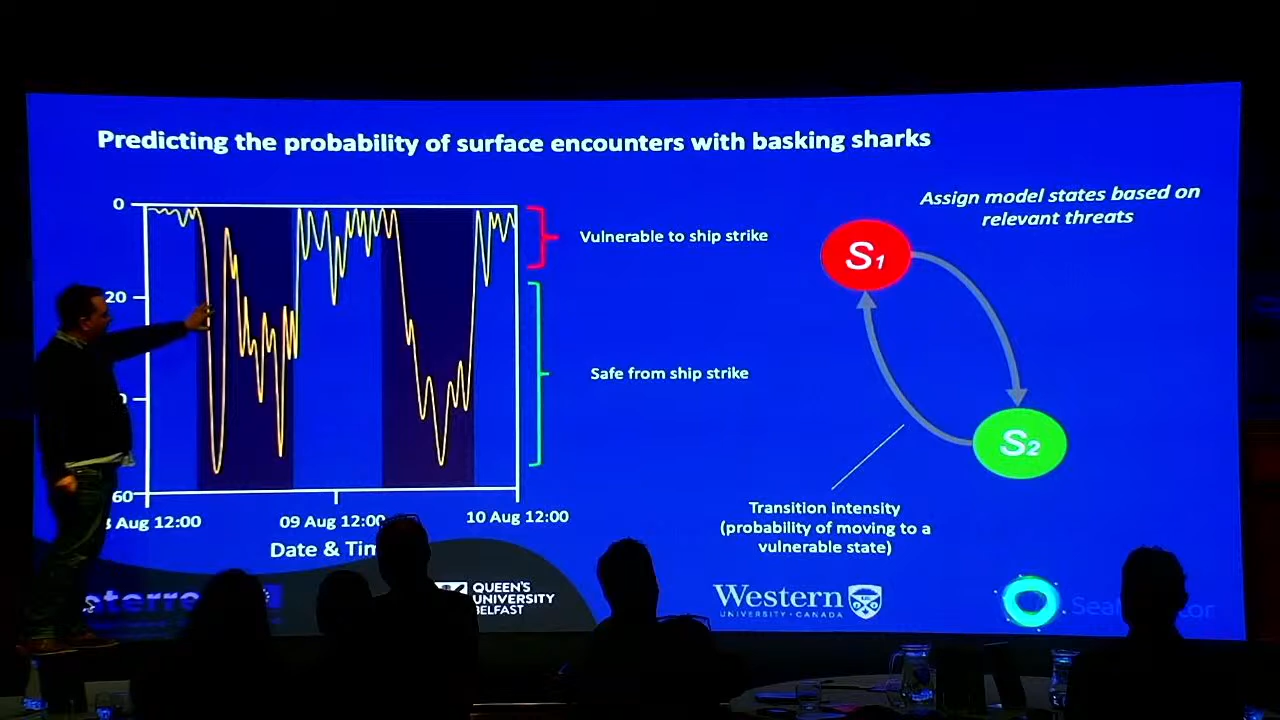 Predicting the probability of surface encounters with basking sharks
Assign model states based on
relevant threats
0
20
60
Vulnerable to ship strike
Safe from ship strike
S1
S2
Transition intensity
(probability of moving to a
vulnerable state)
Aug 12:00
09 Aug 12:00
10 Aug 12:00
Date &
QUEEN'S
UNIVERSITY
BELFAST
Western
UNIVERSITY · CANADA